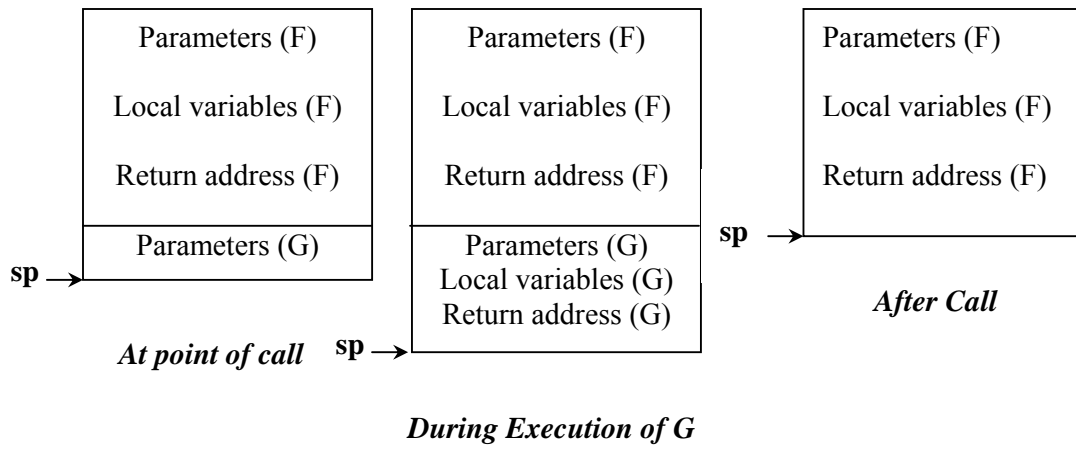 Parameters (F)
Local variables (F)
Return address (F)
Parameters (G)
sp
At point of call
Parameters (F)
Local variables (F)
Return address (F)
Parameters (G)
Local variables (G)
Return address (G)
sp
During Execution of G
Parameters (F)
Local variables (F)
Return address (F)
sp
After Call